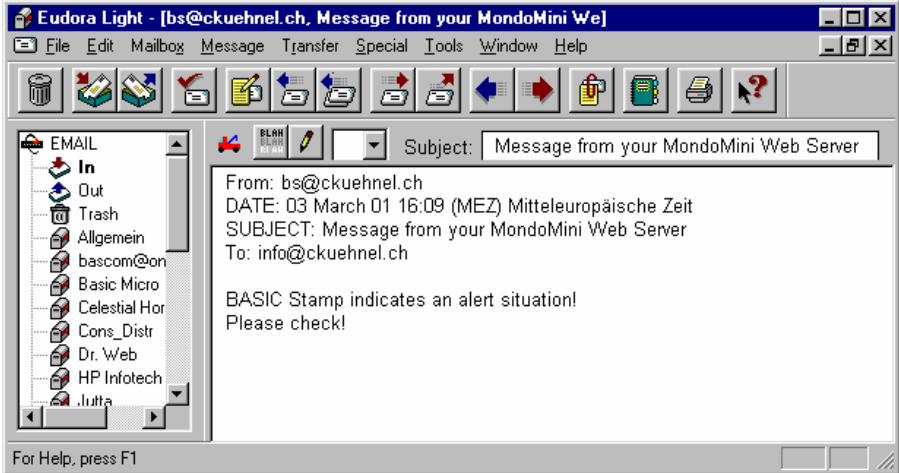 Eudora Light - [bs@ckuehnel.ch, Message from your MondoMini We]
File Edit Mailbox Message Transfer Special Tools Window Help
BLAH
BLAH
BLAH
Subject: Message from your MondoMini Web Server
EMAIL
In
Out
Trash
Allgemein
bascom@on
Basic Micro
Celestial Hor
Cons_Distr
Dr. Web
HP Infotech
Jutta
From: bs@ckuehnel.ch
DATE: 03 March 01 16:09 (MEZ) Mitteleuropäische Zeit
SUBJECT: Message from your MondoMini Web Server
To: info@ckuehnel.ch
BASIC Stamp indicates an alert situation!
Please check!
For Help, press F1